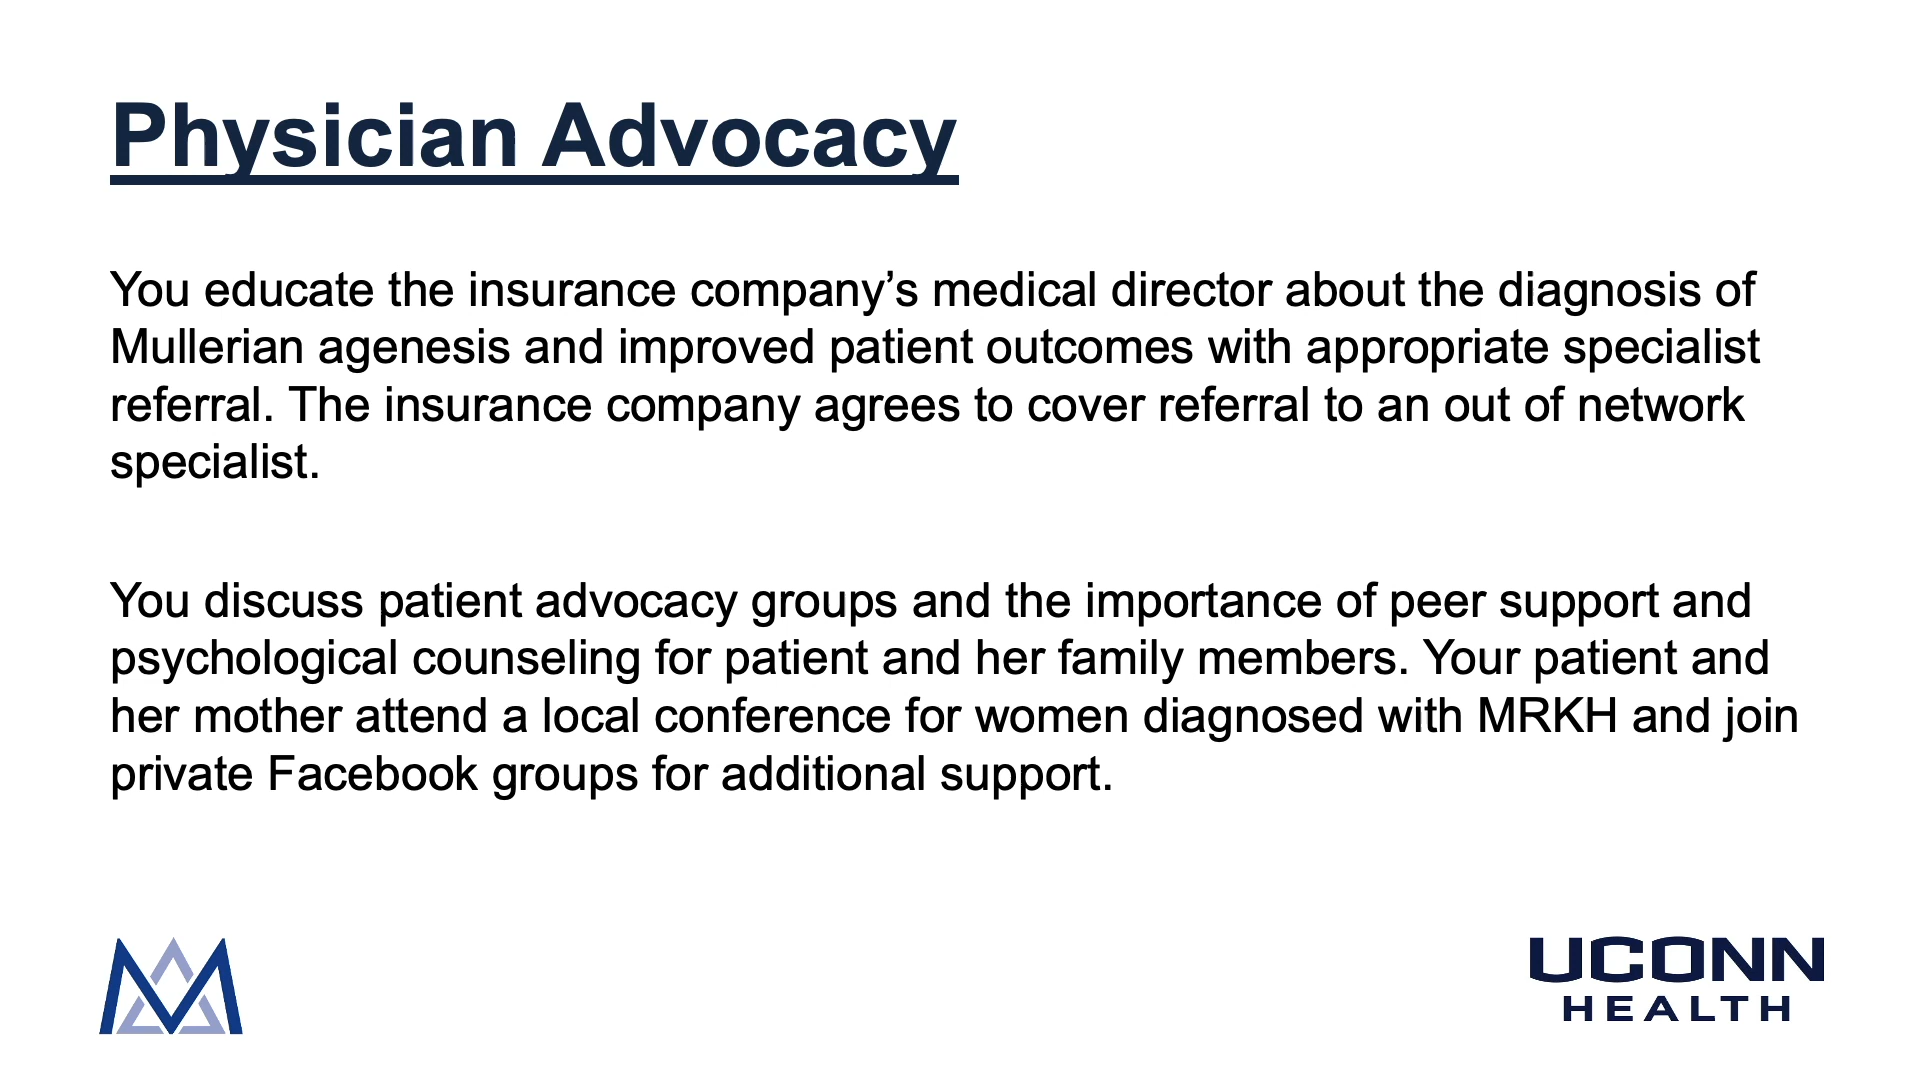 Physician Advocacy
You educate the insurance company’s medical director about the diagnosis of
Mullerian agenesis and improved patient outcomes with appropriate specialist
referral. The insurance company agrees to cover referral to an out of network
specialist.
You discuss patient advocacy groups and the importance of peer support and
psychological counseling for patient and her family members. Your patient and
her mother attend a local conference for women diagnosed with MRKH and join
private Facebook groups for additional support.
UCONN
HEALTH